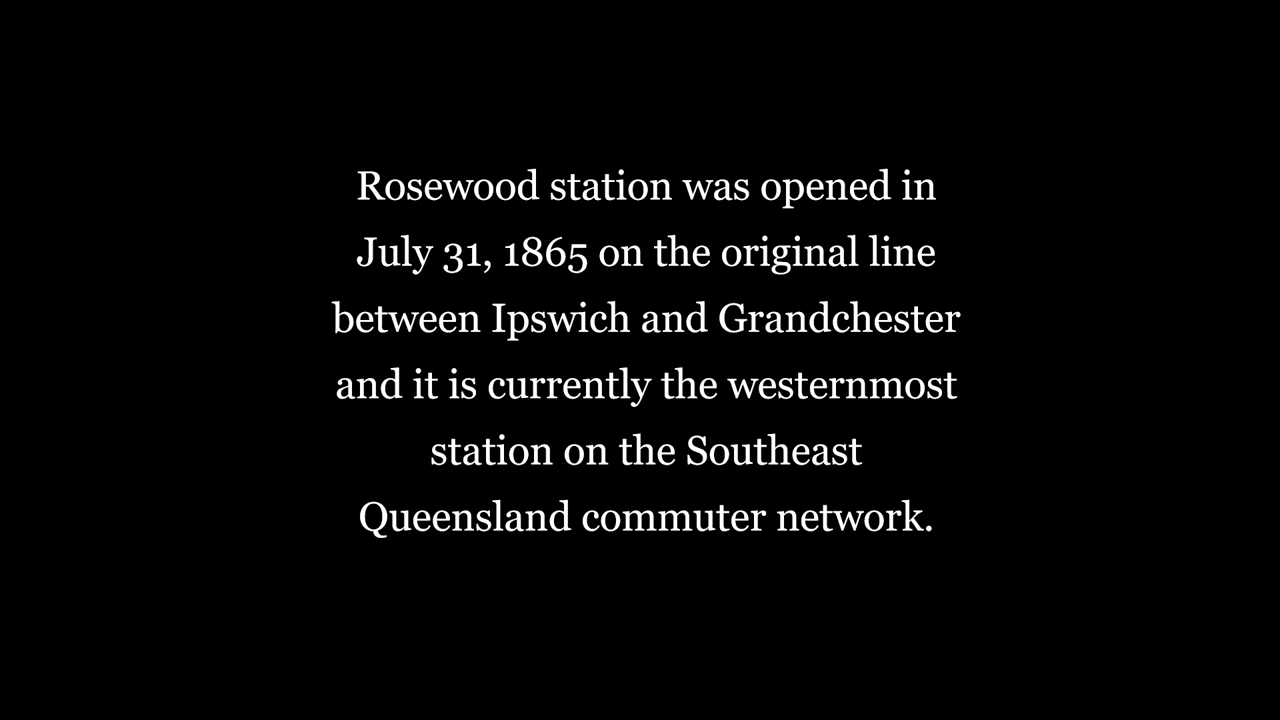 Rosewood station was opened in
July 31, 1865 on the original line
between Ipswich and Grandchester
and it is currently the westernmost
station on the Southeast
Queensland commuter network.